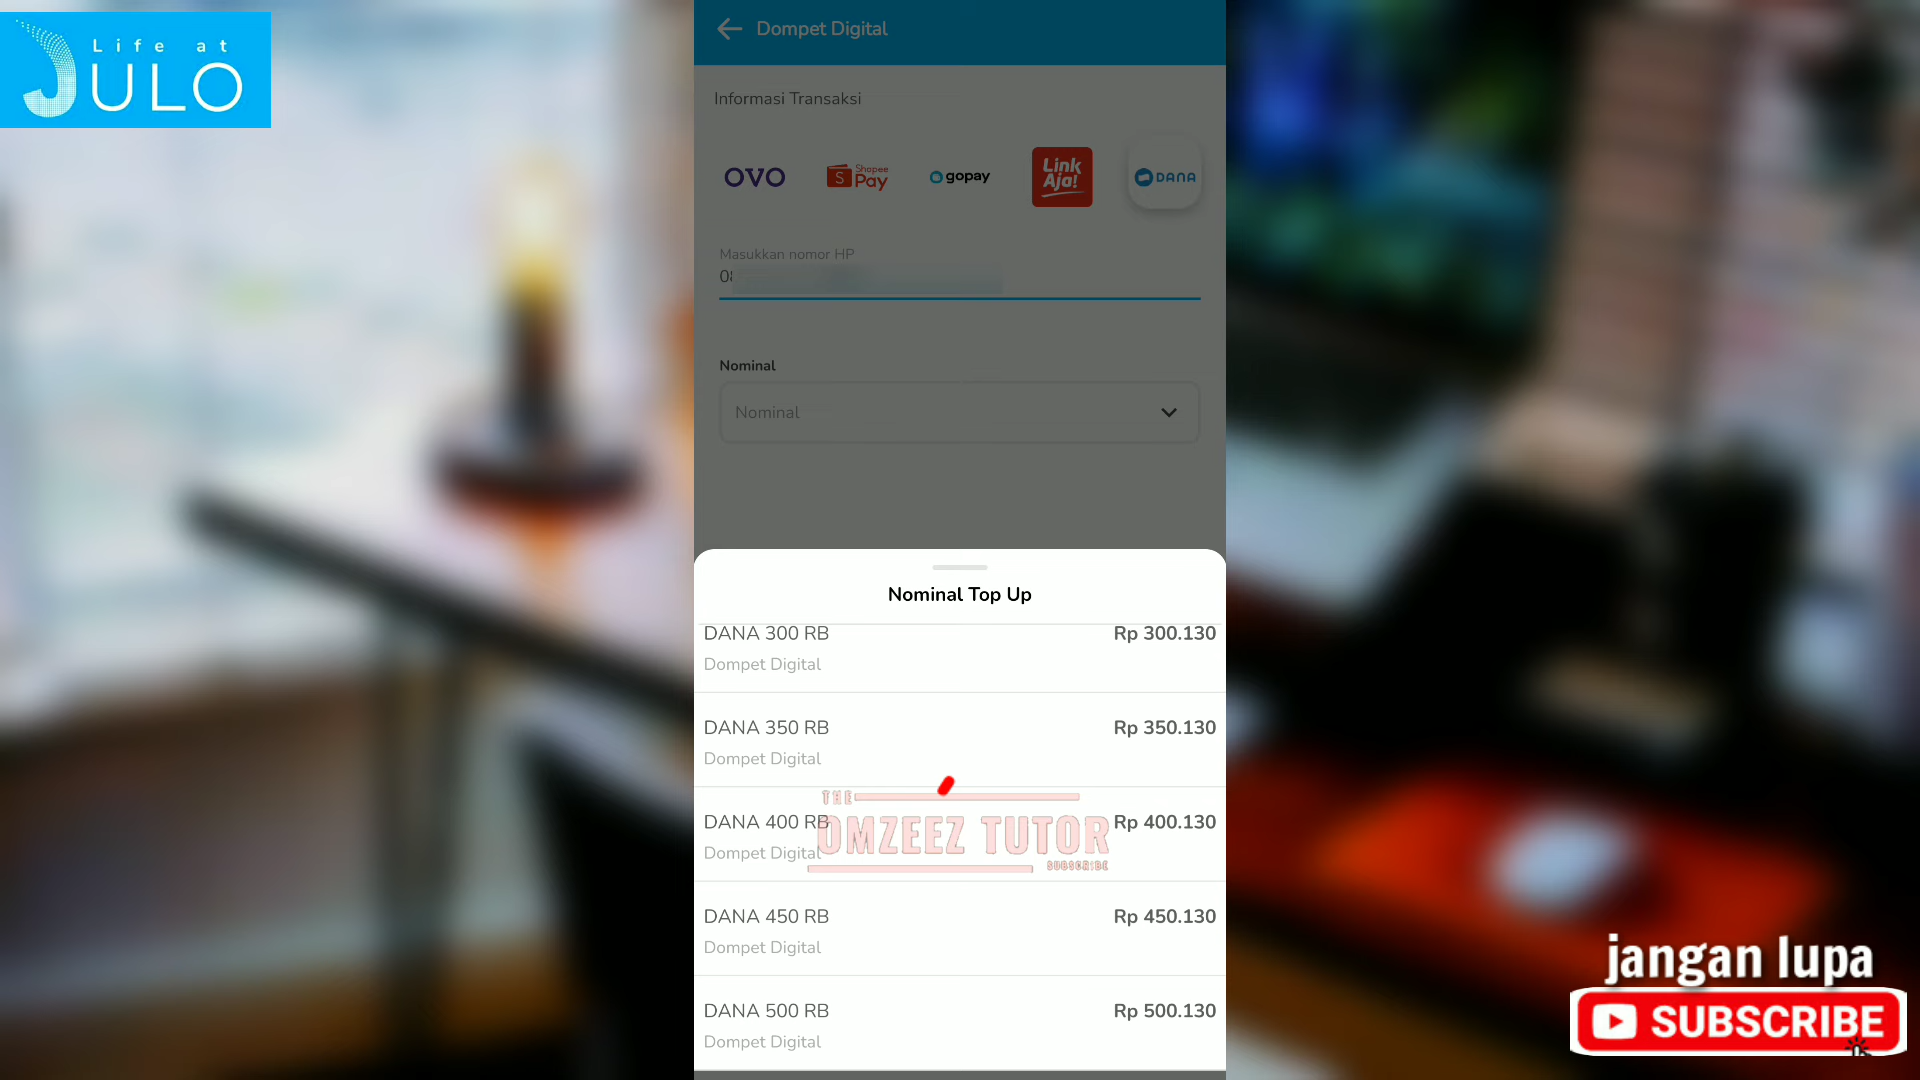 Life at
JULO
Dompet Digital
Informasi Transaksi
OVO
Shopee
Pay
gopay
Link
Aja!
DANA
Masukkan nomor HP
Nominal
Nominal
Nominal Top Up
DANA 300 RB Rp 300.130
Dompet Digital
DANA 350 RB Rp 350.130
Dompet Digital
THE
OMZEEZ TUTOR
SUBSCRIBE
DANA 400 RB Rp 400.130
Dompet Digital
DANA 450 RB Rp 450.130
Dompet Digital
DANA 500 RB Rp 500.130
Dompet Digital
jangan lupa
SUBSCRIBE